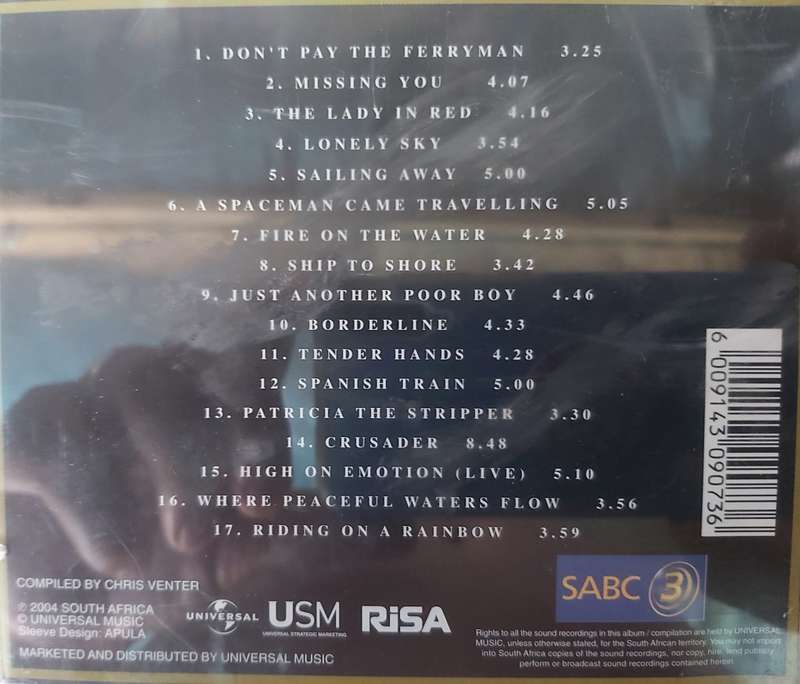 1. DON'T PAY THE FERRYMAN 3.25
2. MISSING YOU 4.07
3. THE LADY IN RED 4.16
4. LONELY SKY 3.54
5. SAILING AWAY 5.00
6. A SPACEMAN CAME TRAVELLING 5.05
7. FIRE ON THE WATER 4.28
8. SHIP TO SHORE 3.42
9. JUST ANOTHER POOR BOY 4.46
10. BORDERLINE 4.33
11. TENDER HANDS 4.28
12. SPANISH TRAIN 5.00
13. PATRICIA THE STRIPPER 3.30
14. CRUSADER 8.48
15. HIGH ON EMOTION (LIVE) 5.10
16. WHERE PEACEFUL WATERS FLOW 3.56
17. RIDING ON A RAINBOW 3.59
6 009143 090736
COMPILED BY CHRIS VENTER
℗ 2004 SOUTH AFRICA
© UNIVERSAL MUSIC
Sleeve Design: APULA
MARKETED AND DISTRIBUTED BY UNIVERSAL MUSIC
UNIVERSAL
USM
UNIVERSAL STRATEGIC MARKETING
RiSA
SABC 3
Rights to all the sound recordings in this album / compilation are held by UNIVERSAL
MUSIC, unless otherwise stated, for the South African territory. You may not import
into South Africa copies of the sound recordings, nor copy, hire, lend publicly
perform or broadcast sound recordings contained herein.